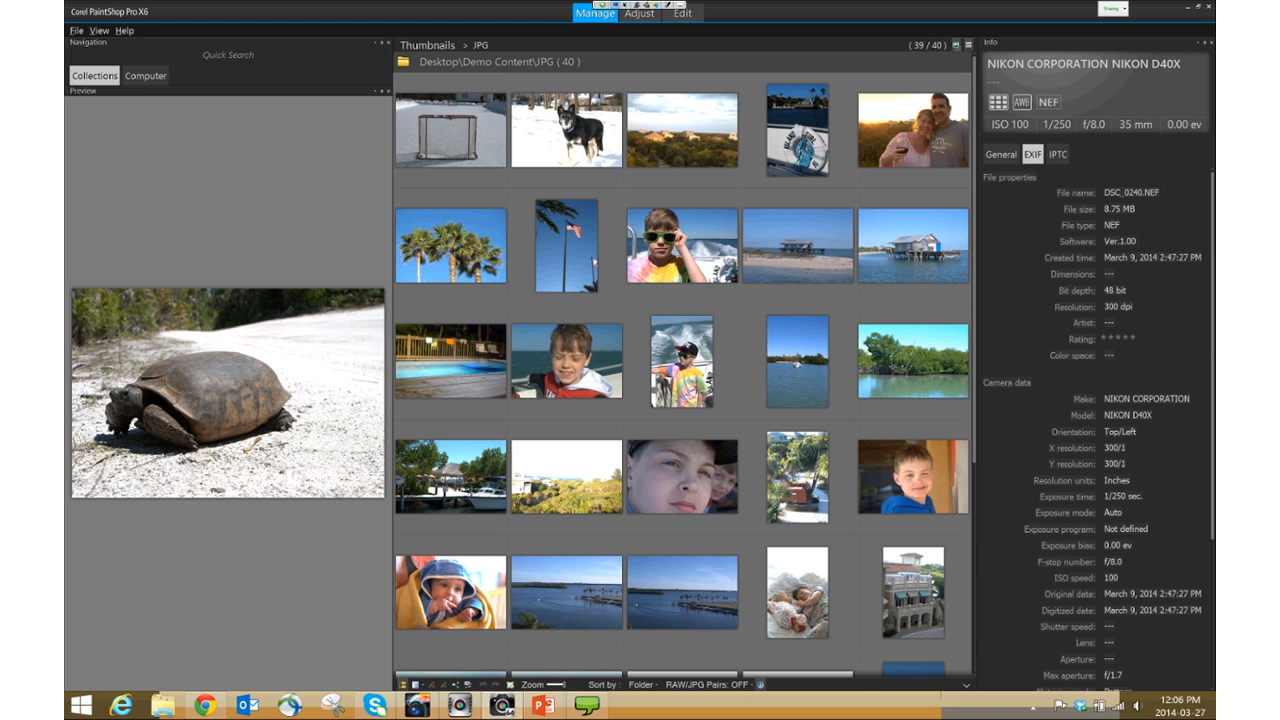 Corel PaintShop Pro X6
Manage Adjust Edit
Sharing
File View Help
Navigation
Quick Search
Collections Computer
Preview
Thumbnails > JPG
(39 / 40)
Desktop\Demo Content\JPG ( 40 )
Info
NIKON CORPORATION NIKON D40X
---
AWB NEF
ISO 100 1/250 f/8.0 35 mm 0.00 ev
General EXIF IPTC
File properties
File name: DSC_0240.NEF
File size: 8.75 MB
File type: NEF
Software: Ver.1.00
Created time: March 9, 2014 2:47:27 PM
Dimensions: ---
Bit depth: 48 bit
Resolution: 300 dpi
Artist: ---
Rating:
Color space: ---
Camera data
Make: NIKON CORPORATION
Model: NIKON D40X
Orientation: Top/Left
X resolution: 300/1
Y resolution: 300/1
Resolution units: Inches
Exposure time: 1/250 sec.
Exposure mode: Auto
Exposure program: Not defined
Exposure bias: 0.00 ev
F-stop number: f/8.0
ISO speed: 100
Original date: March 9, 2014 2:47:27 PM
Digitized date: March 9, 2014 2:47:27 PM
Shutter speed: ---
Lens: ---
Aperture: ---
Max aperture: f/1.7
Zoom Sort by : Folder RAW/JPG Pairs: OFF
12:06 PM
2014-03-27